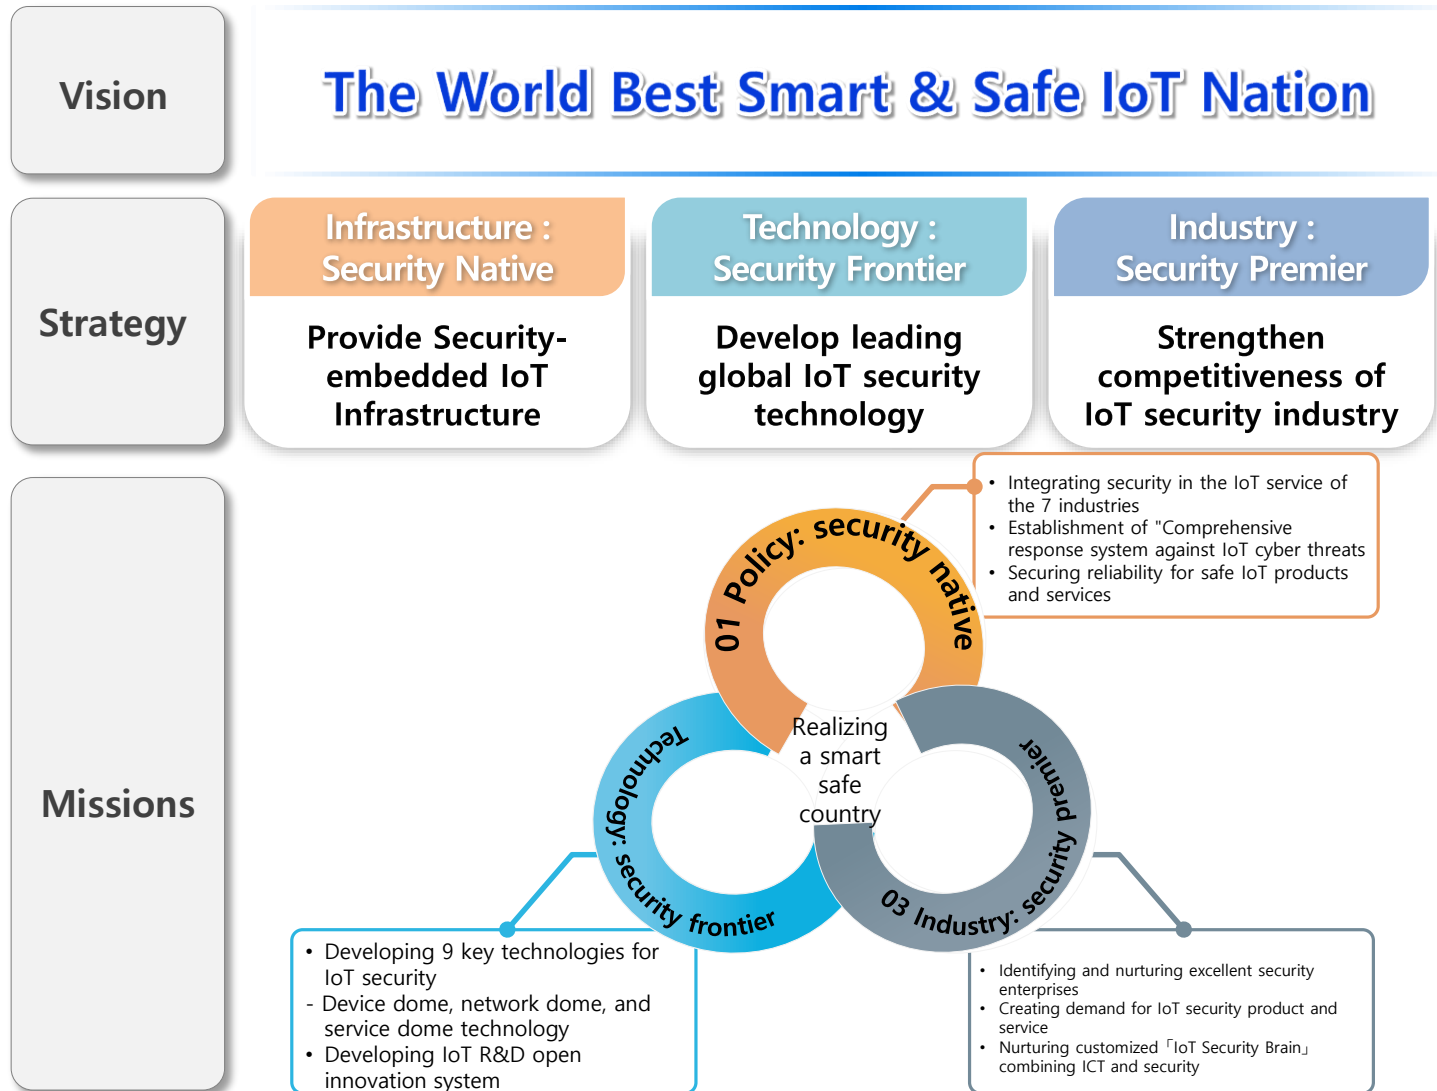 Vision
The World Best Smart & Safe IoT Nation
Strategy
Infrastructure :
Security Native
Provide Security-
embedded IoT
Infrastructure
Technology :
Security Frontier
Develop leading
global IoT security
technology
Industry :
Security Premier
Strengthen
competitiveness of
IoT security industry
Missions
01 Policy: security native
• Integrating security in the IoT service of
the 7 industries
• Establishment of "Comprehensive
response system against IoT cyber threats
• Securing reliability for safe IoT products
and services
Realizing
a smart
safe
country
Technology: security frontier
03 Industry: security premier
• Developing 9 key technologies for
IoT security
- Device dome, network dome, and
service dome technology
• Developing IoT R&D open
innovation system
• Identifying and nurturing excellent security
enterprises
• Creating demand for IoT security product and
service
• Nurturing customized「IoT Security Brain」
combining ICT and security